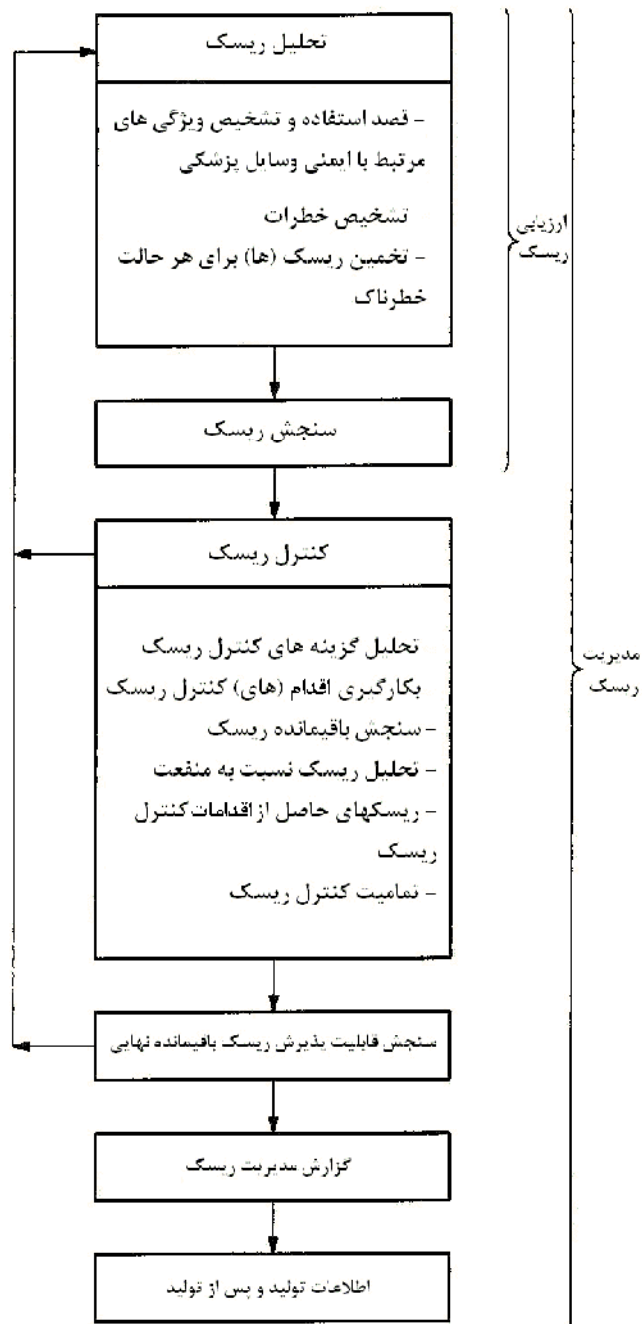 تحلیل ریسک
- قصد استفاده و تشخیص ویژگی های
مرتبط با ایمنی وسایل پزشکی
تشخیص خطرات
- تخمین ریسک (ها) برای هر حالت
خطرناک
ارزیابی
ریسک
سنجش ریسک
کنترل ریسک
تحلیل گزینه های کنترل ریسک
بکارگیری اقدام (های) کنترل ریسک
- سنجش باقیمانده ریسک
- تحلیل ریسک نسبت به منفعت
- ریسکهای حاصل از اقدامات کنترل
ریسک
- تمامیت کنترل ریسک
مدیریت
ریسک
سنجش قابلیت پذیرش ریسک باقیمانده نهایی
گزارش مدیریت ریسک
اطلاعات تولید و پس از تولید